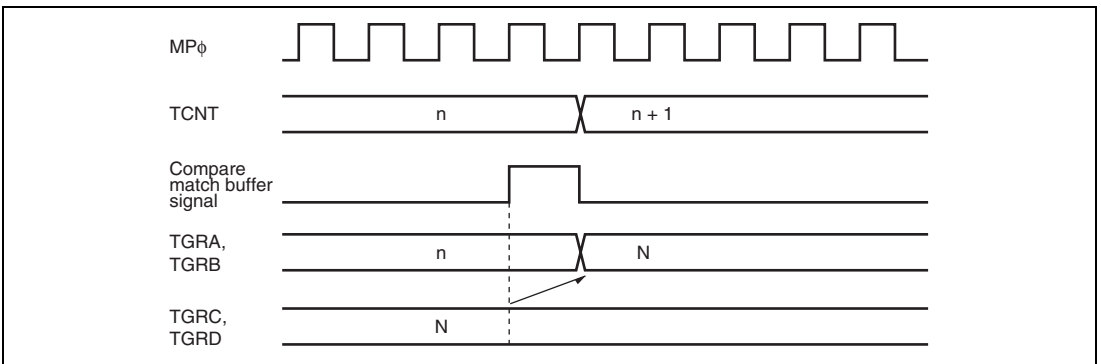 MPφ
TCNT
n
n + 1
Compare
match buffer
signal
TGRA,
TGRB
n
N
TGRC,
TGRD
N